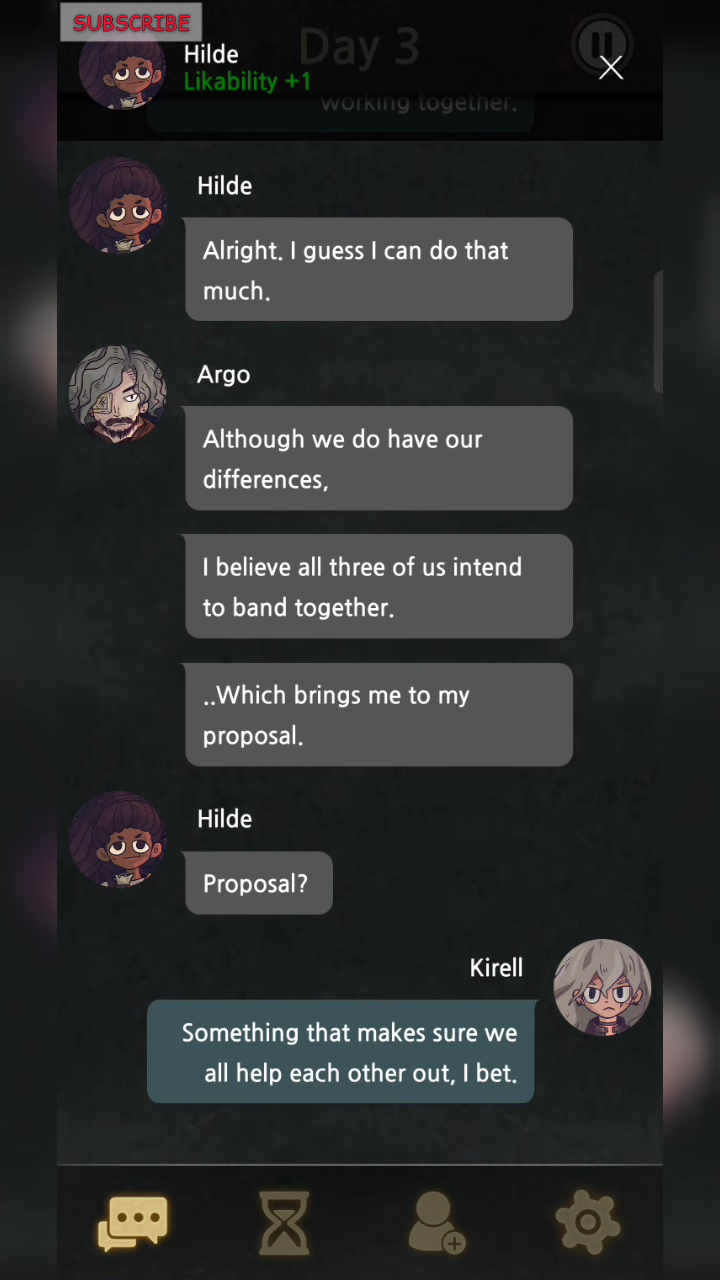 SUBSCRIBE
Day 3
Hilde
Likability +1
working together.
Hilde
Alright. I guess I can do that
much.
Argo
Although we do have our
differences,
I believe all three of us intend
to band together.
..Which brings me to my
proposal.
Hilde
Proposal?
Kirell
Something that makes sure we
all help each other out, I bet.